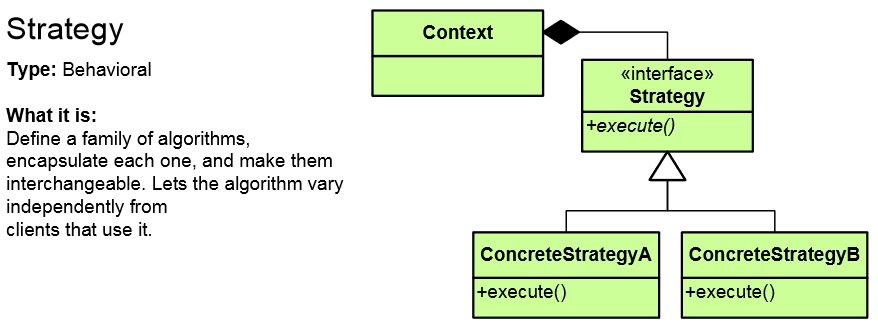 Strategy
Type: Behavioral
What it is:
Define a family of algorithms,
encapsulate each one, and make them
interchangeable. Lets the algorithm vary
independently from
clients that use it.
Context
«interface»
Strategy
+execute()
ConcreteStrategyA
+execute()
ConcreteStrategyB
+execute()